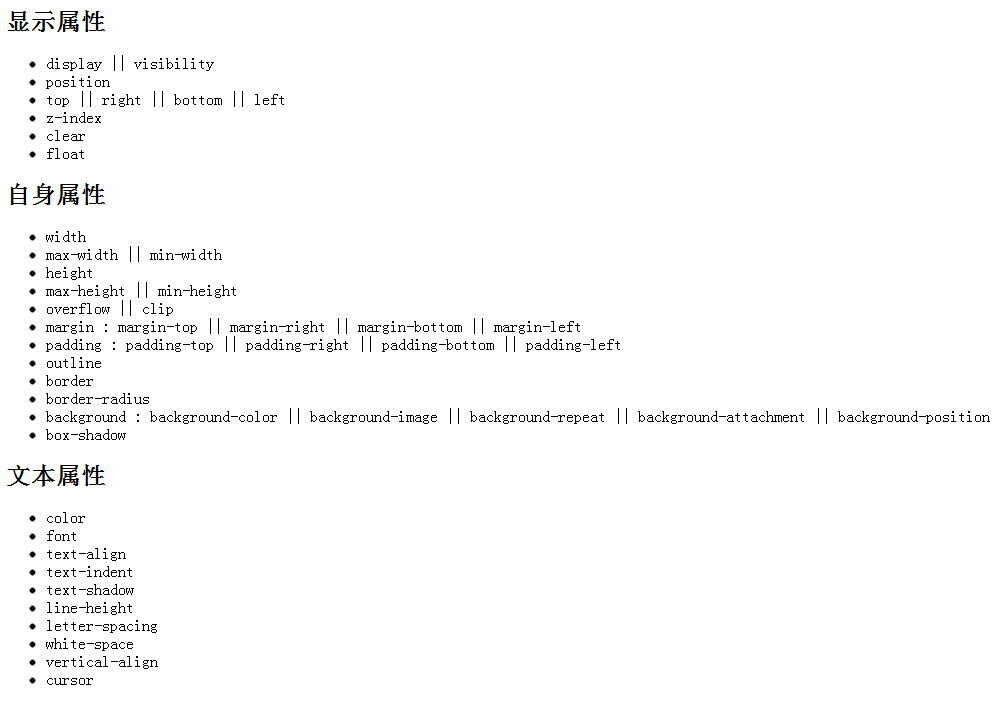 显示属性
display || visibility
position
top || right || bottom || left
z-index
clear
float
自身属性
width
max-width || min-width
height
max-height || min-height
overflow || clip
margin : margin-top || margin-right || margin-bottom || margin-left
padding : padding-top || padding-right || padding-bottom || padding-left
outline
border
border-radius
background : background-color || background-image || background-repeat || background-attachment || background-position
box-shadow
文本属性
color
font
text-align
text-indent
text-shadow
line-height
letter-spacing
white-space
vertical-align
cursor